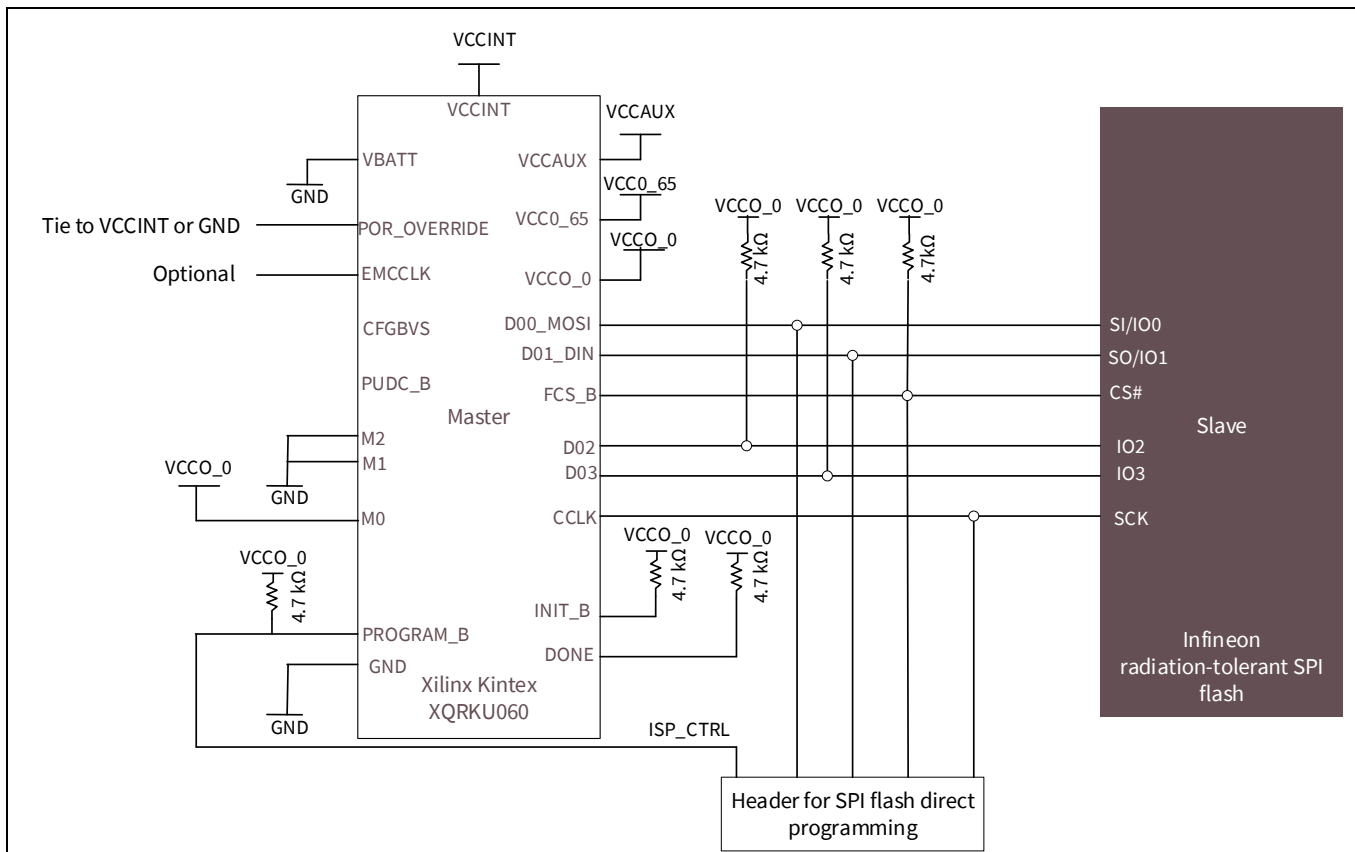 VCCINT
VCCINT
VCCAUX
VBATT
VCCAUX
GND
VCC0_65
VCC0_65
Tie to VCCINT or GND
POR_OVERRIDE
VCCO_0
VCCO_0
VCCO_0
VCCO_0
4.7 kΩ
4.7 kΩ
4.7kΩ
Optional
EMCCLK
VCCO_0
CFGBVS
D00_MOSI
SI/IO0
D01_DIN
SO/IO1
PUDC_B
FCS_B
CS#
Master
Slave
M2
D02
IO2
VCCO_0
M1
D03
IO3
GND
M0
CCLK
SCK
VCCO_0
VCCO_0
VCCO_0
4.7 kΩ
4.7 kΩ
4.7 kΩ
INIT_B
PROGRAM_B
DONE
GND
Infineon
radiation-tolerant SPI
flash
Xilinx Kintex
XQRKU060
GND
ISP_CTRL
Header for SPI flash direct
programming